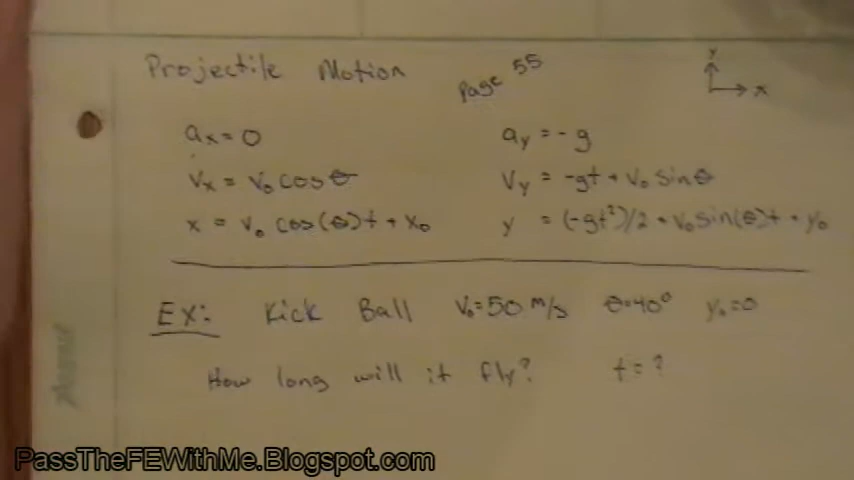 Projectile Motion Page 55
y
x
ax = 0 ay = -g
vx = v₀ cos θ vy = -gt + v₀ sin θ
x = v₀ cos(θ)t + x₀ y = (-gt²)/2 + v₀ sin(θ)t + y₀
Ex: Kick Ball v₀=50 m/s θ=40° y₀=0
How long will it fly? t=?
PassTheFEWithMe.Blogspot.com